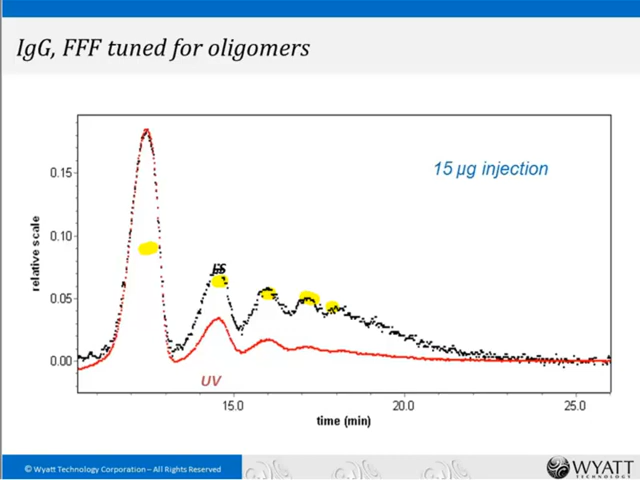 IgG, FFF tuned for oligomers
15 µg injection
0.15
0.10
0.05
0.00
relative scale
LS
UV
15.0
20.0
25.0
time (min)
© Wyatt Technology Corporation – All Rights Reserved
WYATT
TECHNOLOGY